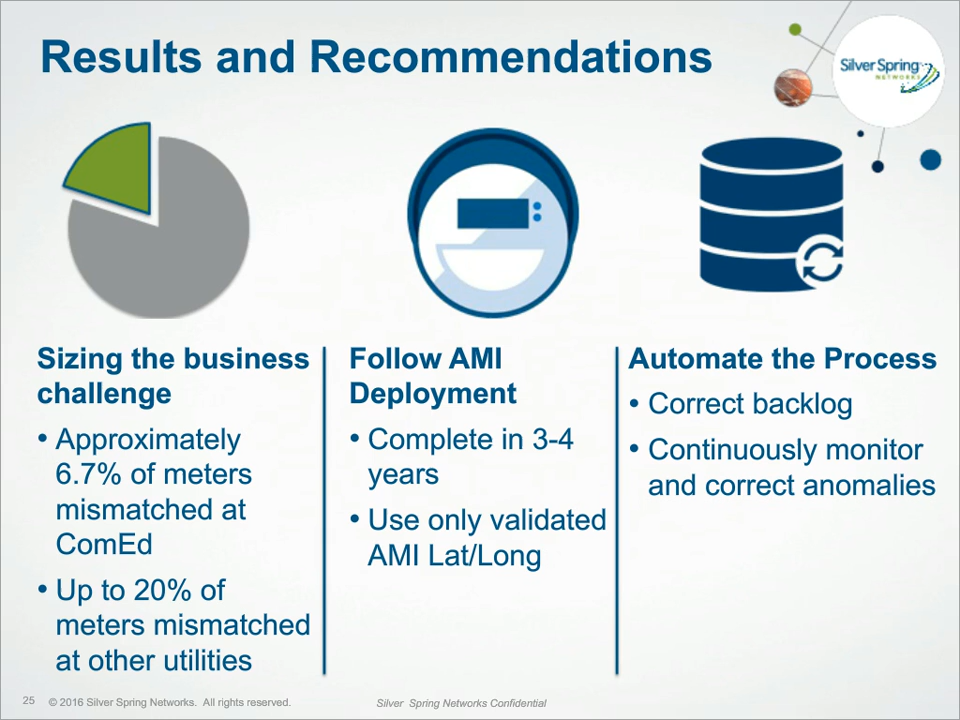 Results and Recommendations
Silver Spring
NETWORKS
Sizing the business
challenge
• Approximately
6.7% of meters
mismatched at
ComEd
• Up to 20% of
meters mismatched
at other utilities
Follow AMI
Deployment
• Complete in 3-4
years
• Use only validated
AMI Lat/Long
Automate the Process
• Correct backlog
• Continuously monitor
and correct anomalies
25 © 2016 Silver Spring Networks. All rights reserved. Silver Spring Networks Confidential